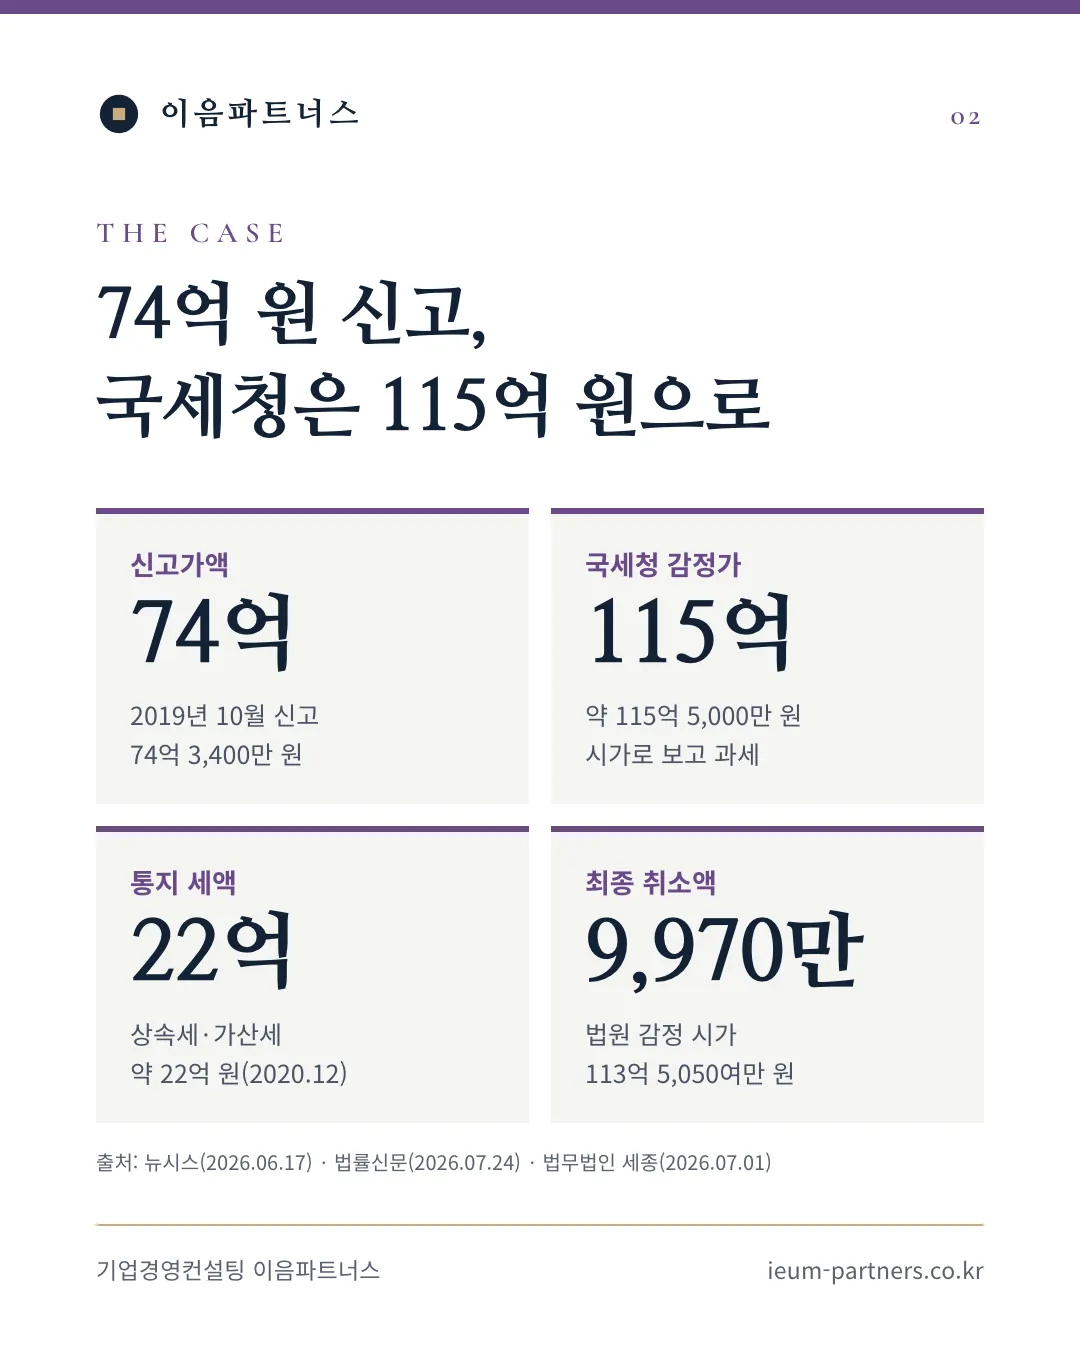 이음파트너스
02
THE CASE
74억 원 신고,
국세청은 115억 원으로
신고가액
74억
2019년 10월 신고
74억 3,400만 원
국세청 감정가
115억
약 115억 5,000만 원
시가로 보고 과세
통지 세액
22억
상속세·가산세
약 22억 원(2020.12)
최종 취소액
9,970만
법원 감정 시가
113억 5,050여만 원
출처: 뉴시스(2026.06.17) · 법률신문(2026.07.24) · 법무법인 세종(2026.07.01)
기업경영컨설팅 이음파트너스
ieum-partners.co.kr